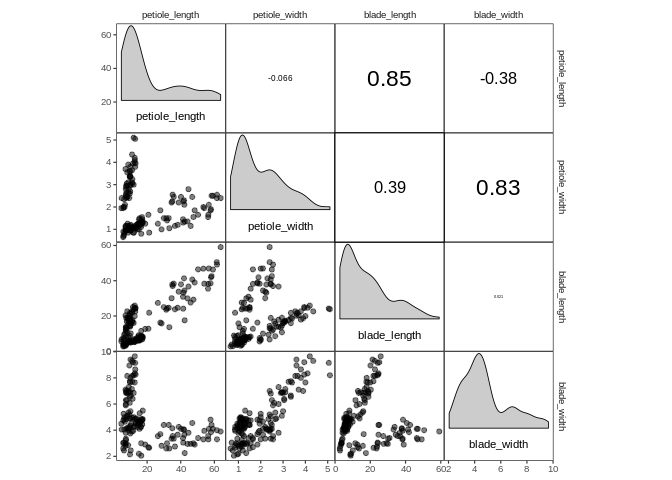 petiole_length petiole_width blade_length blade_width
60
40
20
-0.066
0.85
-0.38
petiole_length
petiole_length
5
4
3
2
1
0.39
0.83
petiole_width
petiole_width
60
40
20
0
blade_length
blade_length
10
8
6
4
2
blade_width
blade_width
20 40 60 1 2 3 4 5 0 20 40 60 2 4 6 8 10